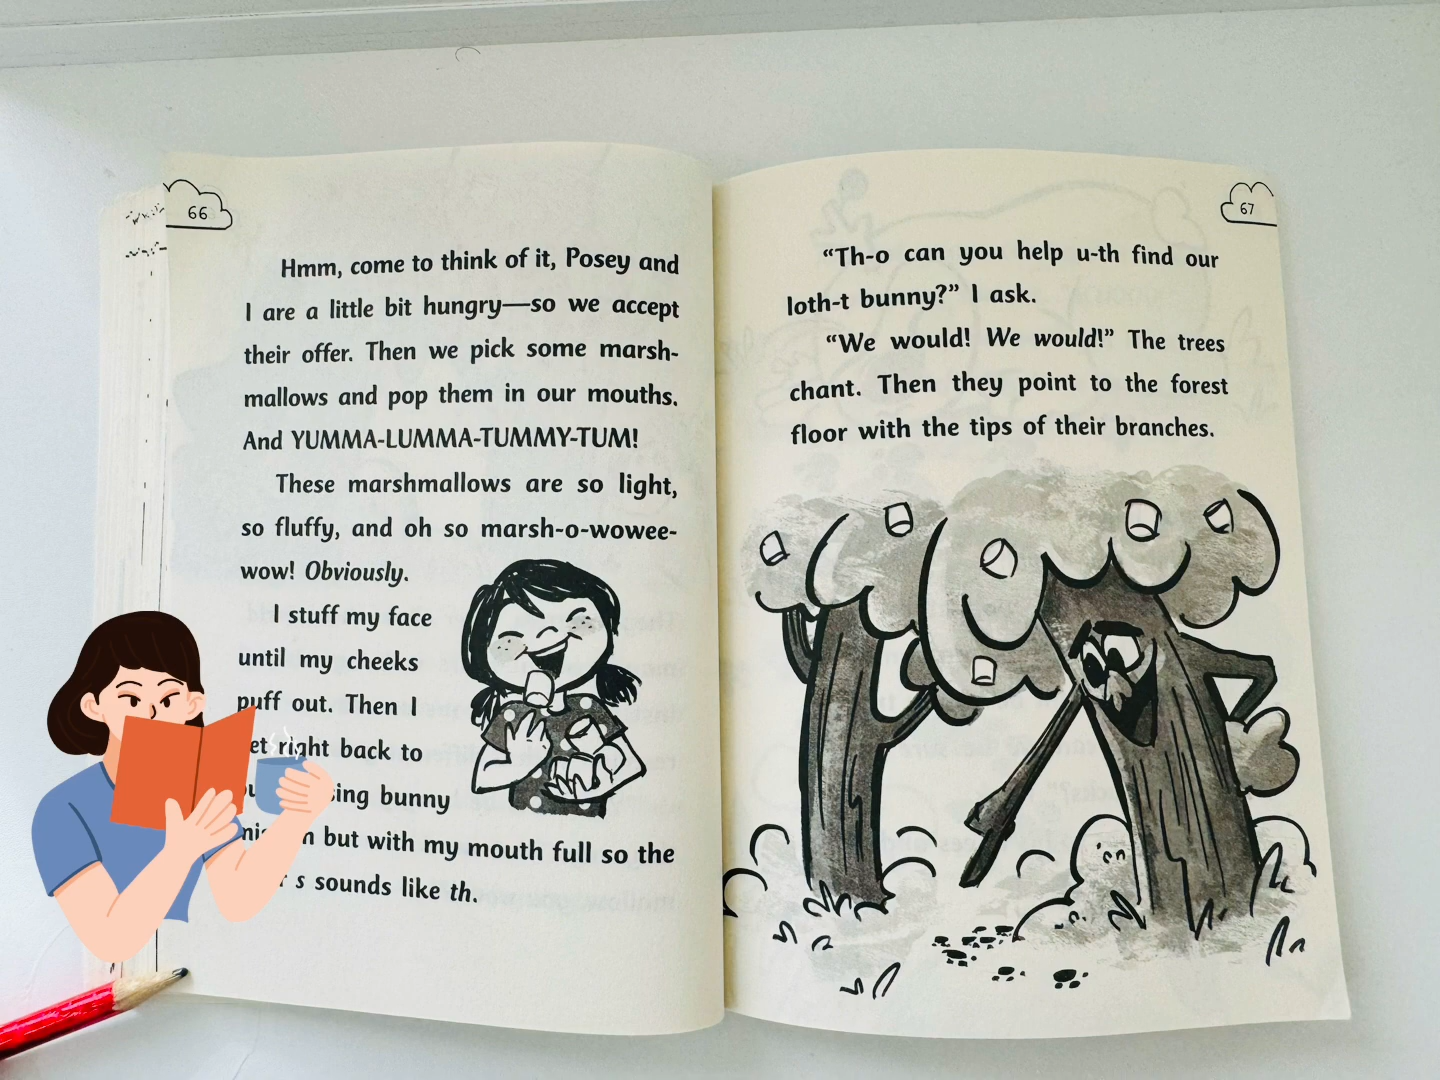 66
Hmm, come to think of it, Posey and
I are a little bit hungry—so we accept
their offer. Then we pick some marsh-
mallows and pop them in our mouths.
And YUMMA-LUMMA-TUMMY-TUM!
These marshmallows are so light,
so fluffy, and oh so marsh-o-wowee-
wow! Obviously.
I stuff my face
until my cheeks
puff out. Then I
right back to
bunny
but with my mouth full so the
s sounds like th.
67
“Th-o can you help u-th find our
loth-t bunny?” I ask.
“We would! We would!” The trees
chant. Then they point to the forest
floor with the tips of their branches.